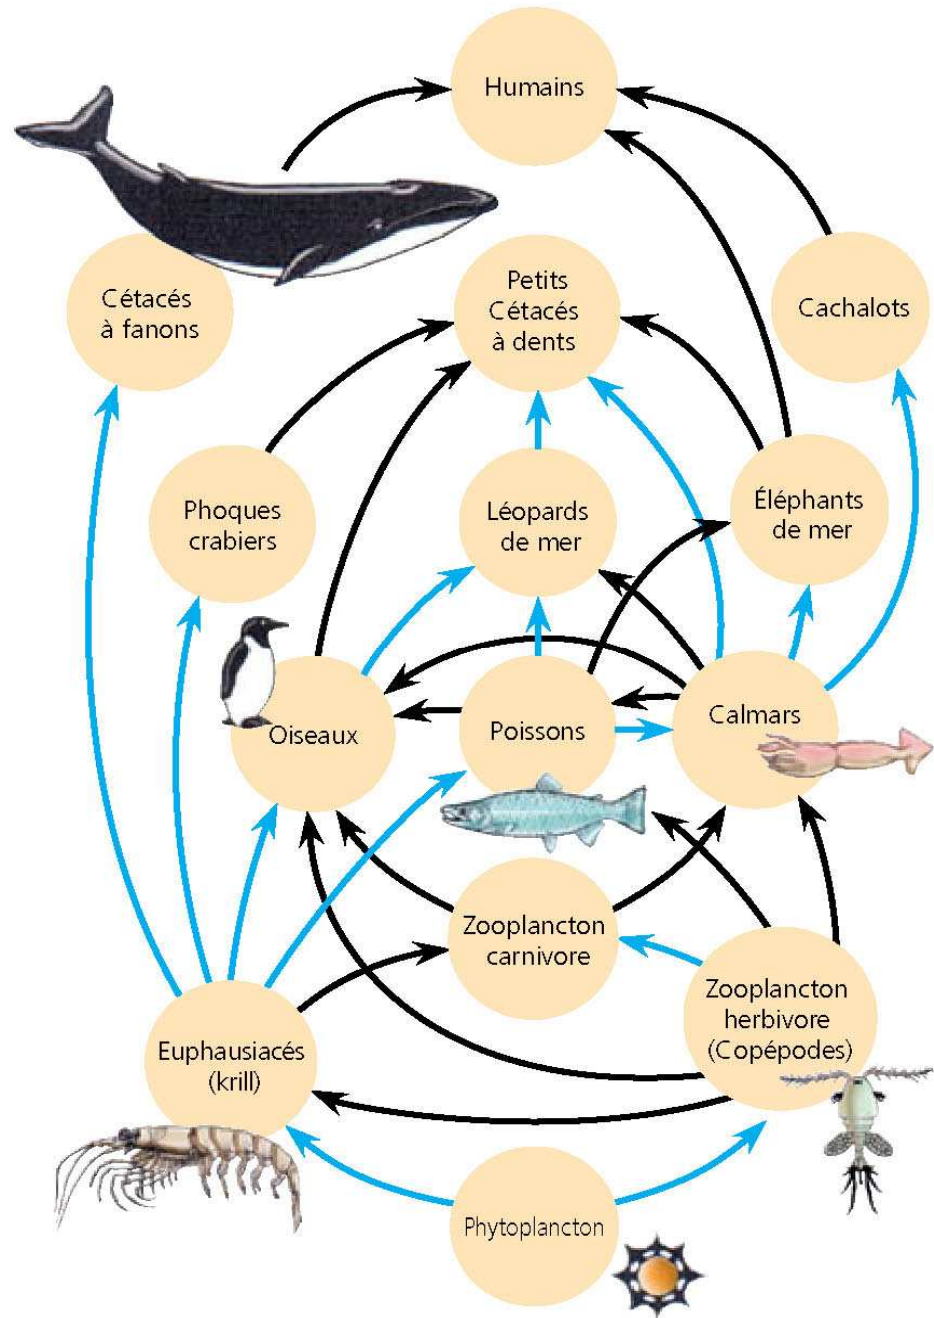 Humains
Cétacés
à fanons
Petits
Cétacés
à dents
Cachalots
Phoques
crabiers
Léopards
de mer
Éléphants
de mer
Oiseaux
Poissons
Calmars
Zooplancton
carnivore
Zooplancton
herbivore
(Copépodes)
Euphausiacés
(krill)
Phytoplancton